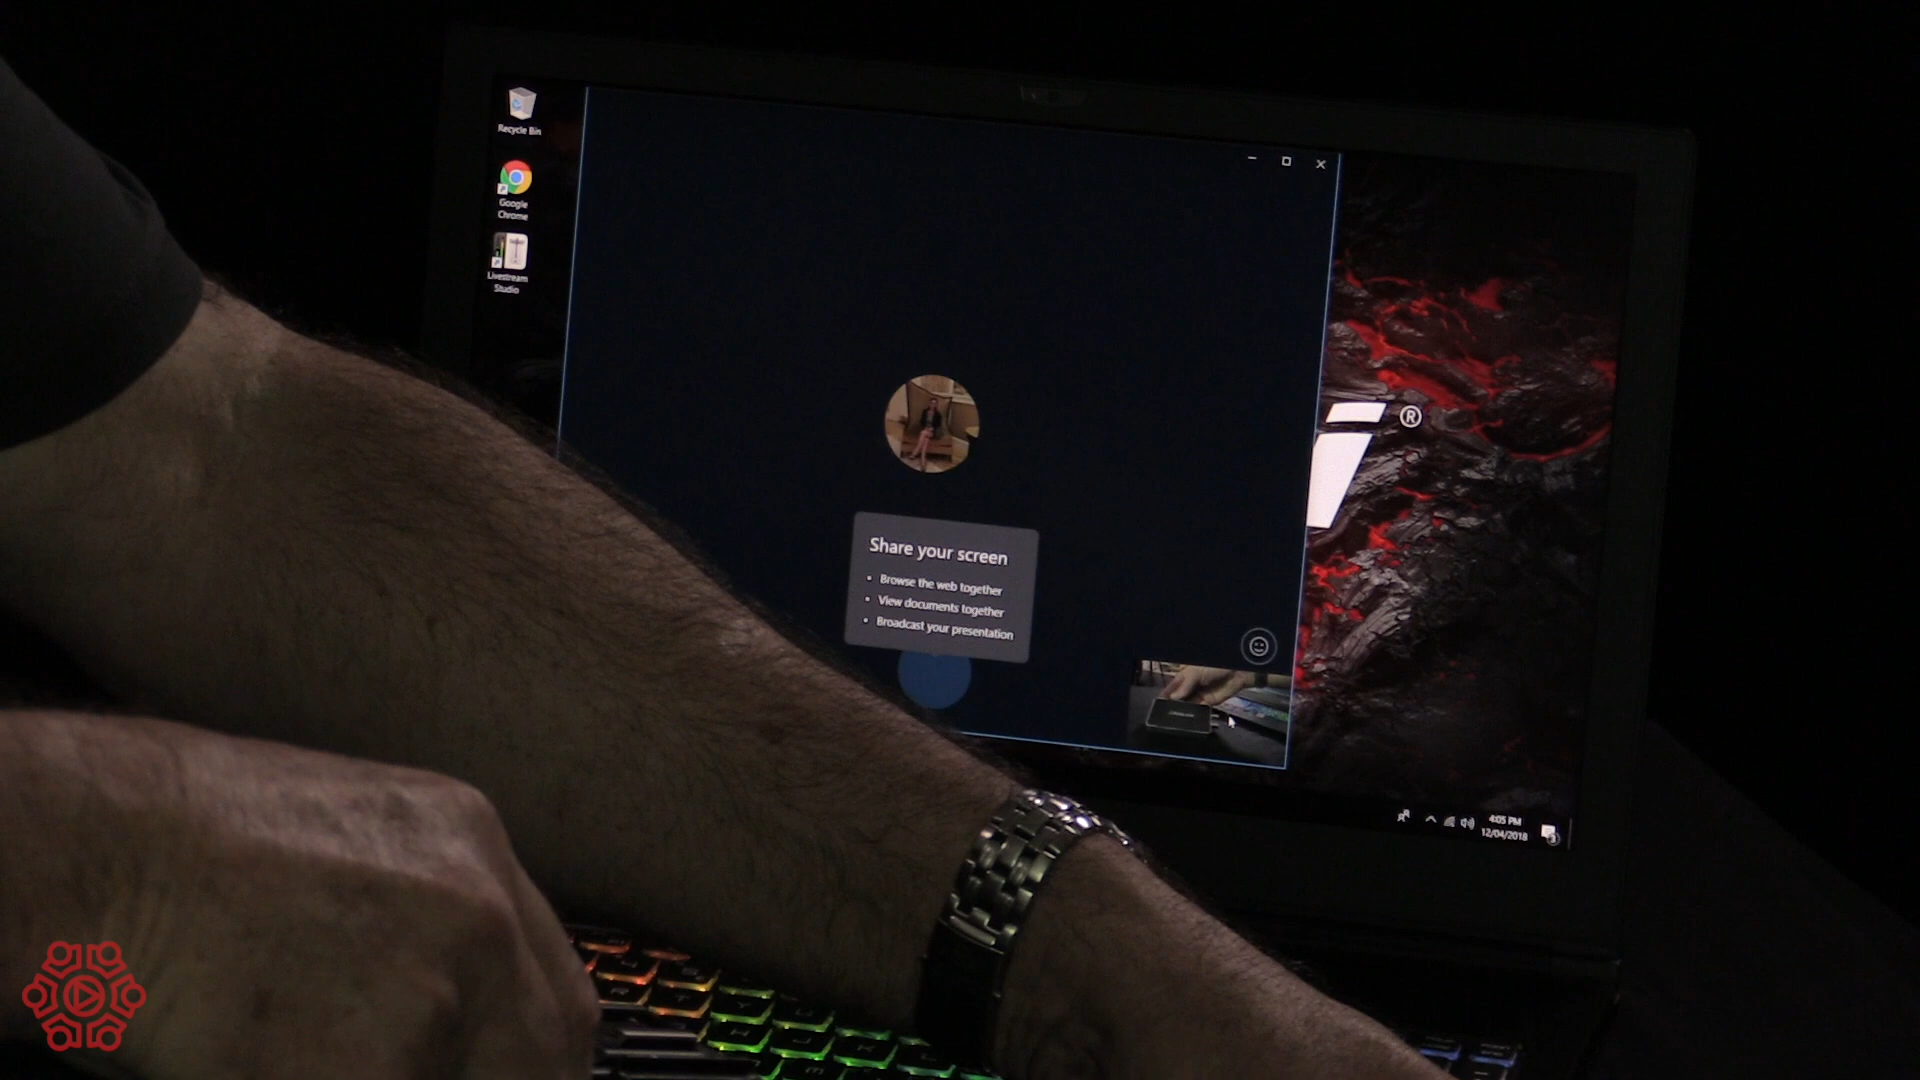 Recycle Bin
Google
Chrome
Livestream
Studio
Share your screen
• Browse the web together
• View documents together
• Broadcast your presentation
®
4:05 PM
12/04/2018
R
T
Y
U
H
J
K
L